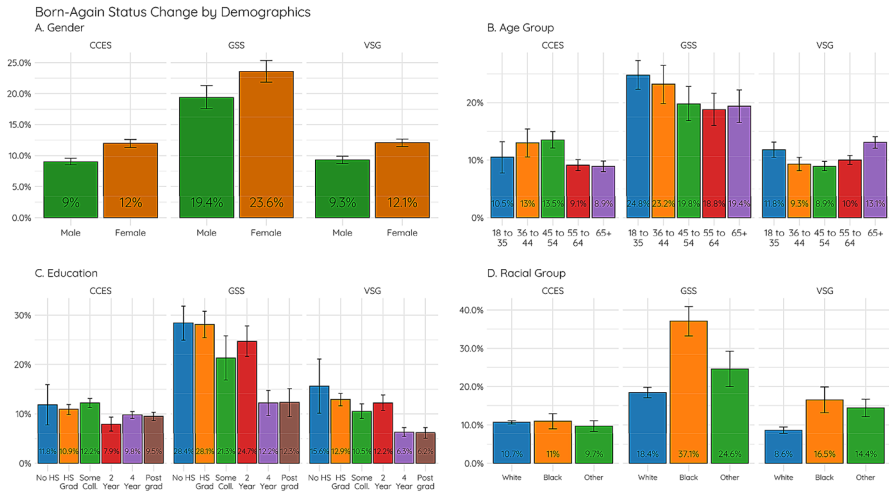 Born-Again Status Change by Demographics
A. Gender
CCES GSS VSG
25.0%
20.0%
15.0%
10.0%
5.0%
0.0%
9% 12% 19.4% 23.6% 9.3% 12.1%
Male Female Male Female Male Female
B. Age Group
CCES GSS VSG
20%
10%
0%
10.5% 13% 13.5% 9.1% 8.9% 24.8% 23.2% 19.8% 18.8% 19.4% 11.8% 9.3% 8.9% 10% 13.1%
18 to 36 to 45 to 55 to 65+ 18 to 36 to 45 to 55 to 65+ 18 to 36 to 45 to 55 to 65+
35 44 54 64 35 44 54 64 35 44 54 64
C. Education
CCES GSS VSG
30%
20%
10%
0%
11.8% 10.9% 12.2% 7.9% 9.8% 9.5% 28.4% 28.1% 21.3% 24.7% 12.2% 12.3% 15.6% 12.9% 10.5% 12.2% 6.3% 6.2%
No HS HS Some 2 4 Post No HS HS Some 2 4 Post No HS HS Some 2 4 Post
Grad Coll. Year Year grad Grad Coll. Year Year grad Grad Coll. Year Year grad
D. Racial Group
CCES GSS VSG
40.0%
30.0%
20.0%
10.0%
0.0%
10.7% 11% 9.7% 18.4% 37.1% 24.6% 8.6% 16.5% 14.4%
White Black Other White Black Other White Black Other